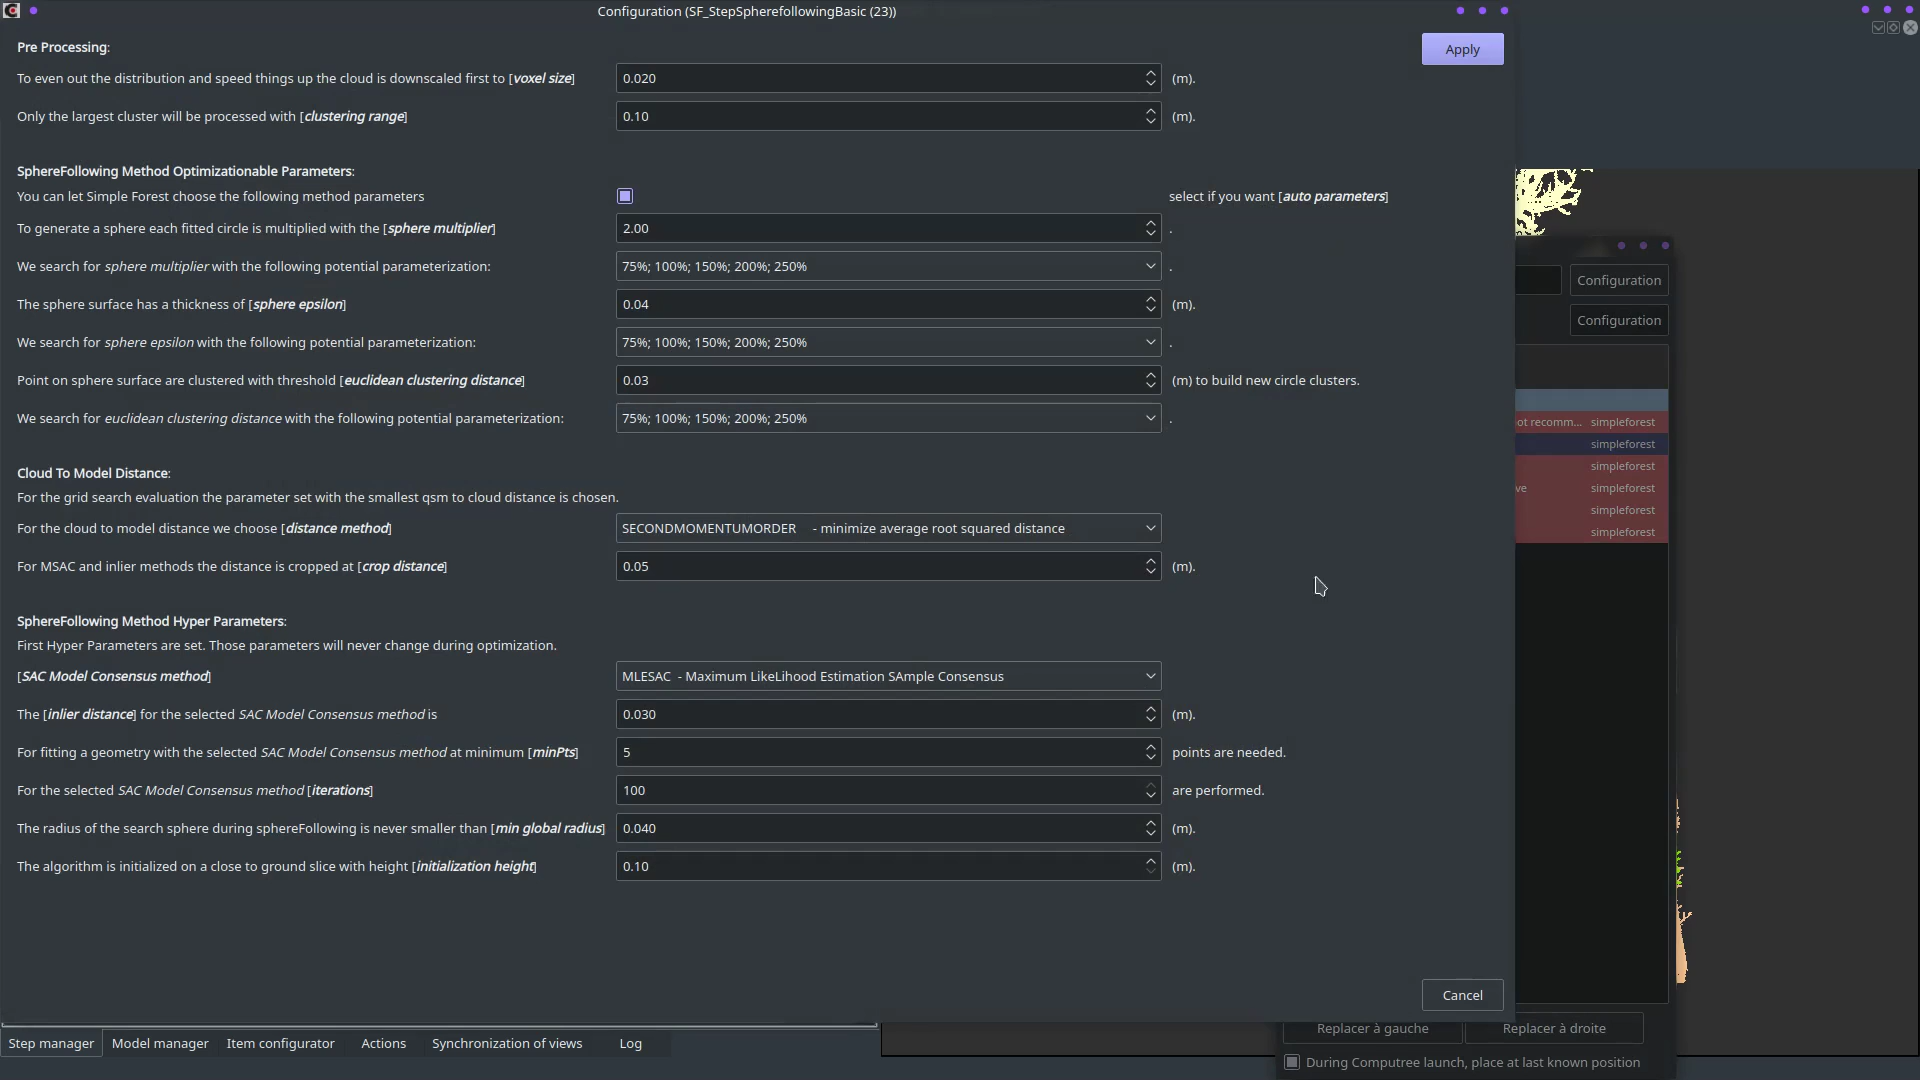 Configuration (SF_StepSpherefollowingBasic (23))
Pre Processing:
Apply
To even out the distribution and speed things up the cloud is downscaled first to [voxel size] 0.020 (m).
Only the largest cluster will be processed with [clustering range] 0.10 (m).
SphereFollowing Method Optimizationable Parameters:
You can let Simple Forest choose the following method parameters select if you want [auto parameters]
To generate a sphere each fitted circle is multiplied with the [sphere multiplier] 2.00 .
We search for sphere multiplier with the following potential parameterization: 75%; 100%; 150%; 200%; 250% .
The sphere surface has a thickness of [sphere epsilon] 0.04 (m).
We search for sphere epsilon with the following potential parameterization: 75%; 100%; 150%; 200%; 250% .
Point on sphere surface are clustered with threshold [euclidean clustering distance] 0.03 (m) to build new circle clusters.
We search for euclidean clustering distance with the following potential parameterization: 75%; 100%; 150%; 200%; 250% .
Cloud To Model Distance:
For the grid search evaluation the parameter set with the smallest qsm to cloud distance is chosen.
For the cloud to model distance we choose [distance method] SECONDMOMENTUMORDER - minimize average root squared distance
For MSAC and inlier methods the distance is cropped at [crop distance] 0.05 (m).
SphereFollowing Method Hyper Parameters:
First Hyper Parameters are set. Those parameters will never change during optimization.
[SAC Model Consensus method] MLESAC - Maximum LikeLihood Estimation SAmple Consensus
The [inlier distance] for the selected SAC Model Consensus method is 0.030 (m).
For fitting a geometry with the selected SAC Model Consensus method at minimum [minPts] 5 points are needed.
For the selected SAC Model Consensus method [iterations] 100 are performed.
The radius of the search sphere during sphereFollowing is never smaller than [min global radius] 0.040 (m).
The algorithm is initialized on a close to ground slice with height [initialization height] 0.10 (m).
Cancel
Configuration
Configuration
ot recomm... simpleforest
simpleforest
simpleforest
ve simpleforest
simpleforest
simpleforest
Replacer à gauche Replacer à droite
During Computree launch, place at last known position
Step manager Model manager Item configurator Actions Synchronization of views Log